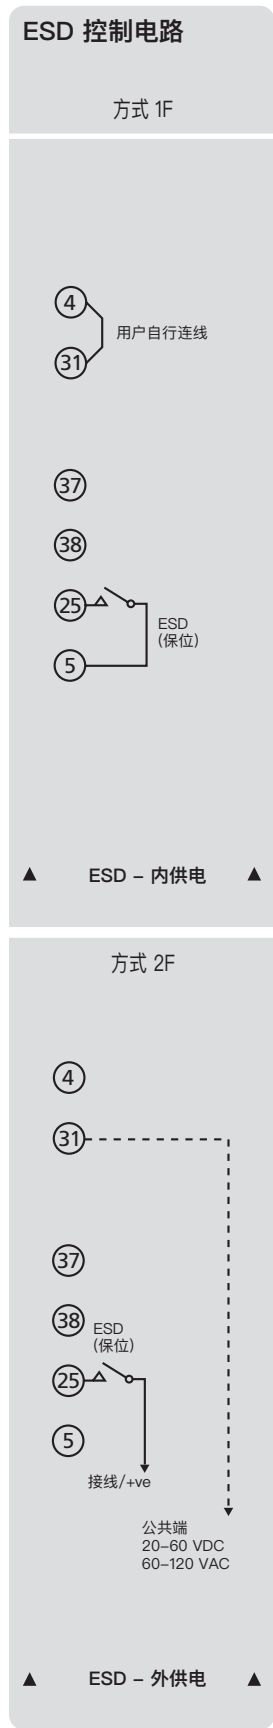 ESD 控制电路
方式 1F
4
用户自行连线
31
37
38
25
ESD
(保位)
5
▲ ESD – 内供电 ▲
方式 2F
4
31
37
38
ESD
(保位)
25
5
接线/+ve
公共端
20–60 VDC
60–120 VAC
▲ ESD – 外供电 ▲